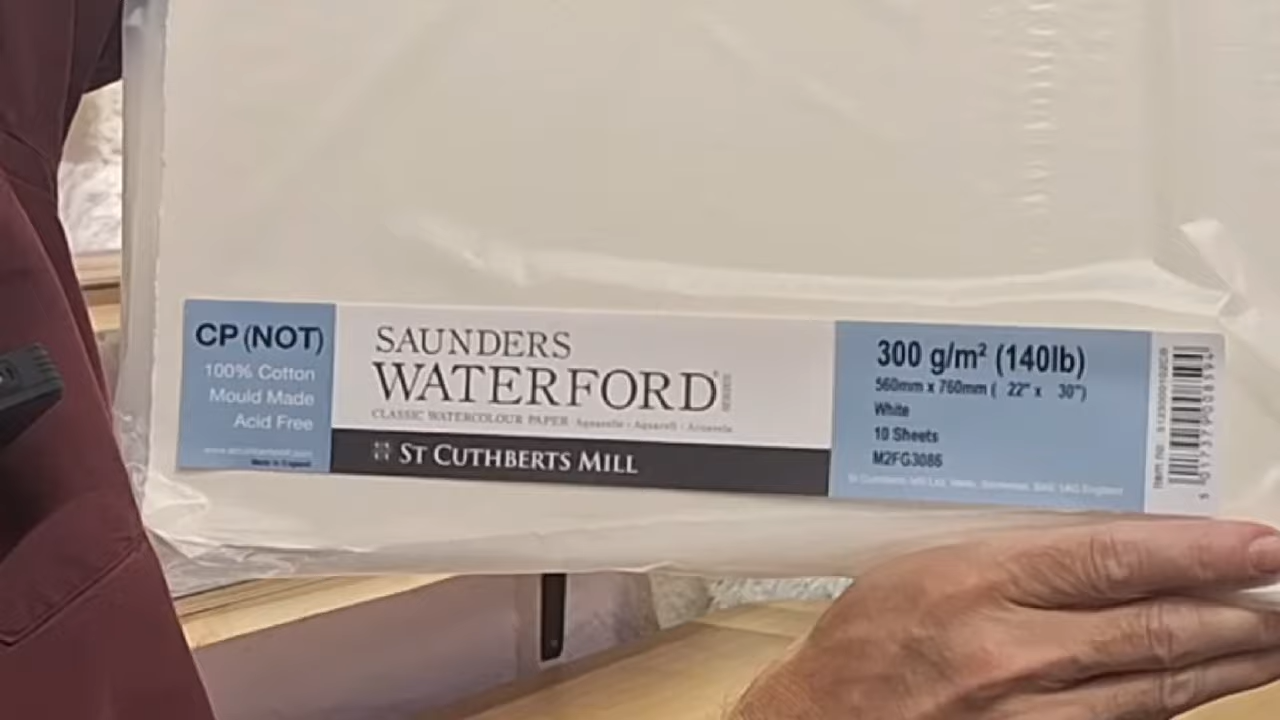 CP (NOT)
100% Cotton
Mould Made
Acid Free
Made in England
SAUNDERS
WATERFORD
CLASSIC WATERCOLOUR PAPER
ST CUTHBERTS MILL
300 g/m² (140lb)
560mm x 760mm ( 22" x 30")
White
10 Sheets
M2FG3086